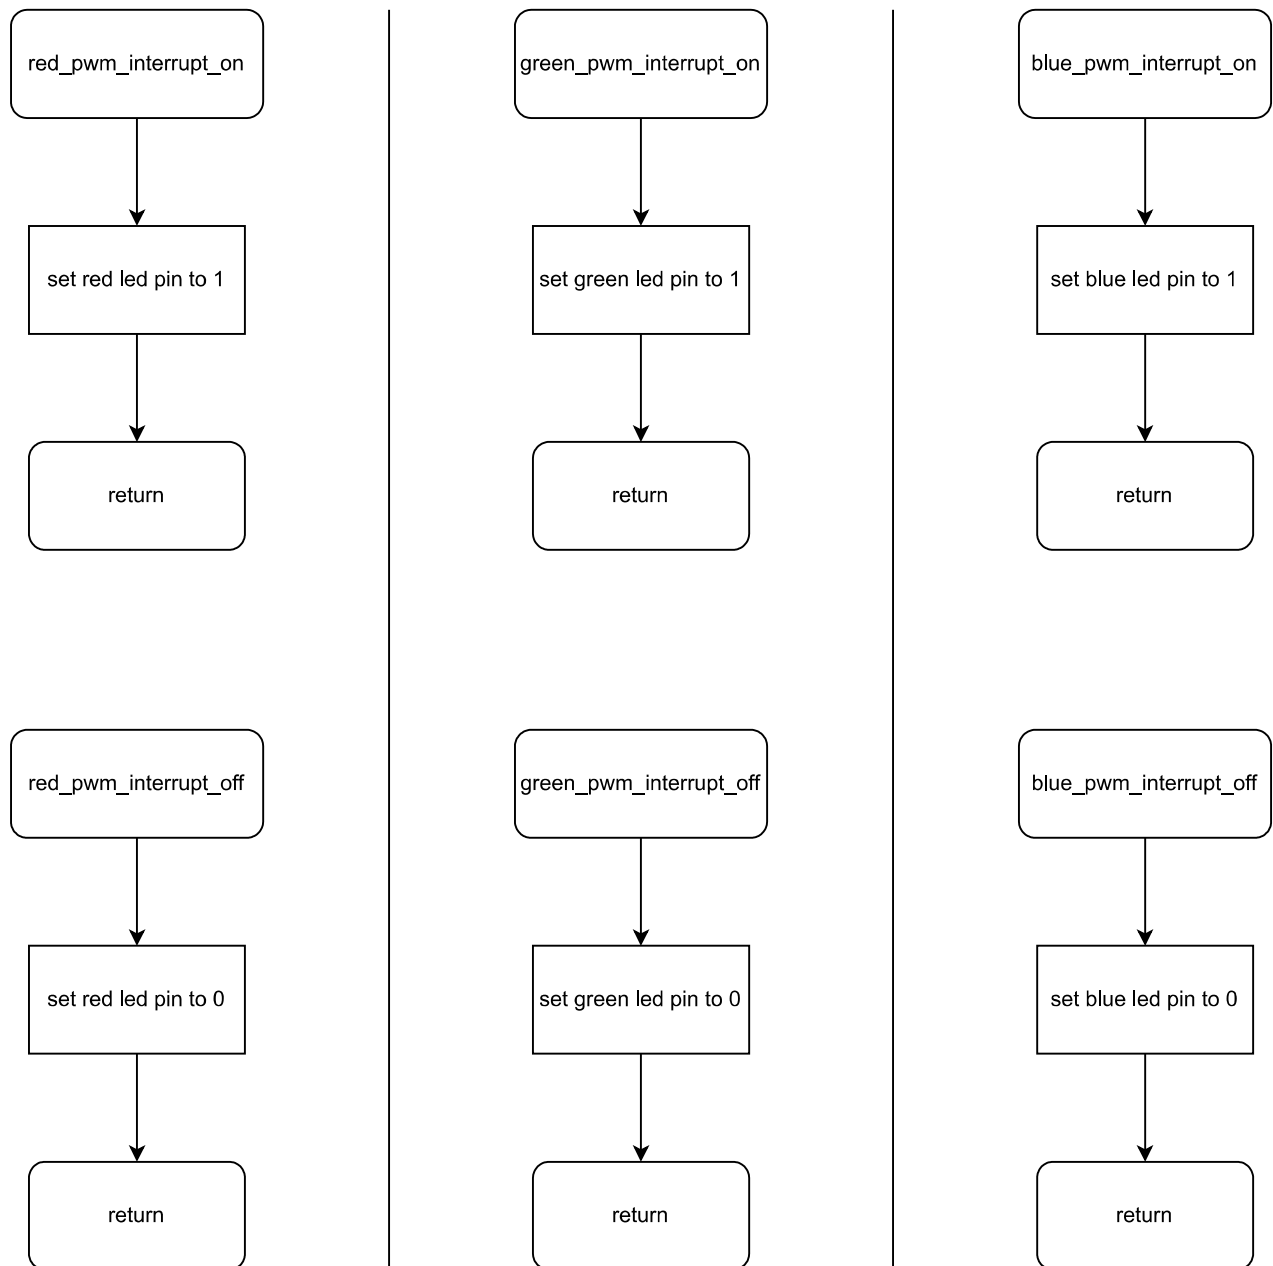 red_pwm_interrupt_on
set red led pin to 1
return
green_pwm_interrupt_on
set green led pin to 1
return
blue_pwm_interrupt_on
set blue led pin to 1
return
red_pwm_interrupt_off
set red led pin to 0
return
green_pwm_interrupt_off
set green led pin to 0
return
blue_pwm_interrupt_off
set blue led pin to 0
return